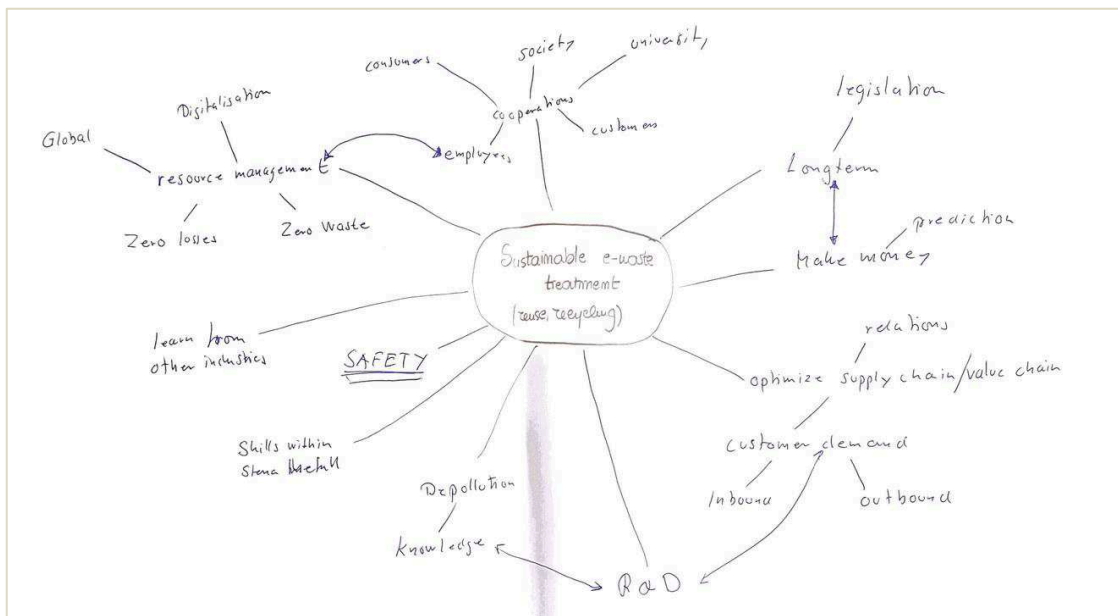 society
university
consumers
cooperations
customers
employees
Digitalisation
Global
resource management
Zero losses
Zero Waste
legislation
Longterm
prediction
Make money
Sustainable e-waste
treatment
(reuse, recycling)
relations
optimize supply chain/value chain
customer demand
Inbound
outbound
learn from
other industries
SAFETY
Skills within
Stena
Depollution
knowledge
R&D